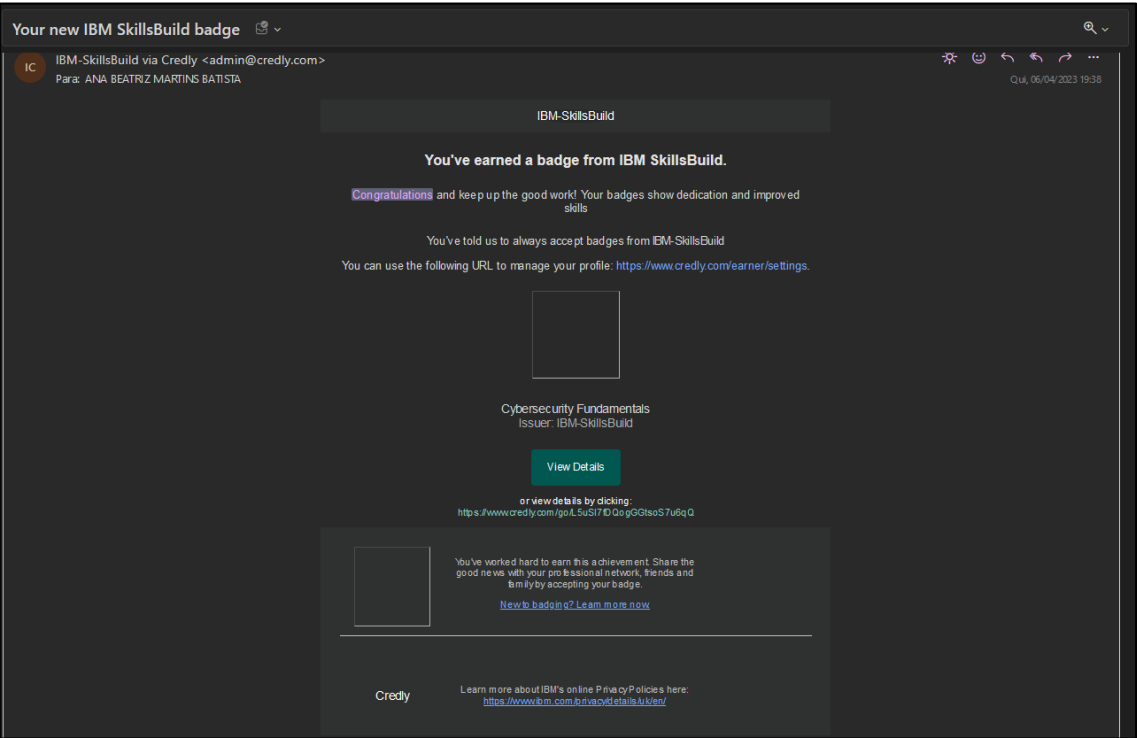 Your new IBM SkillsBuild badge
IC
IBM-SkillsBuild via Credly <admin@credly.com>
Para: ANA BEATRIZ MARTINS BATISTA
Qui, 06/04/2023 19:38
IBM-SkillsBuild
You've earned a badge from IBM SkillsBuild.
Congratulations and keep up the good work! Your badges show dedication and improved
skills
You've told us to always accept badges from IBM-SkillsBuild
You can use the following URL to manage your profile: https://www.credly.com/earner/settings.
Cybersecurity Fundamentals
Issuer: IBM-SkillsBuild
View Details
or view details by clicking:
https://www.credly.com/go/L5uSI7fDQogGGtsoS7u6qQ
You've worked hard to earn this achievement. Share the
good news with your professional network, friends and
family by accepting your badge.
New to badging? Learn more now.
Credly
Learn more about IBM's online Privacy Policies here:
https://www.ibm.com/privacy/details/uk/en/